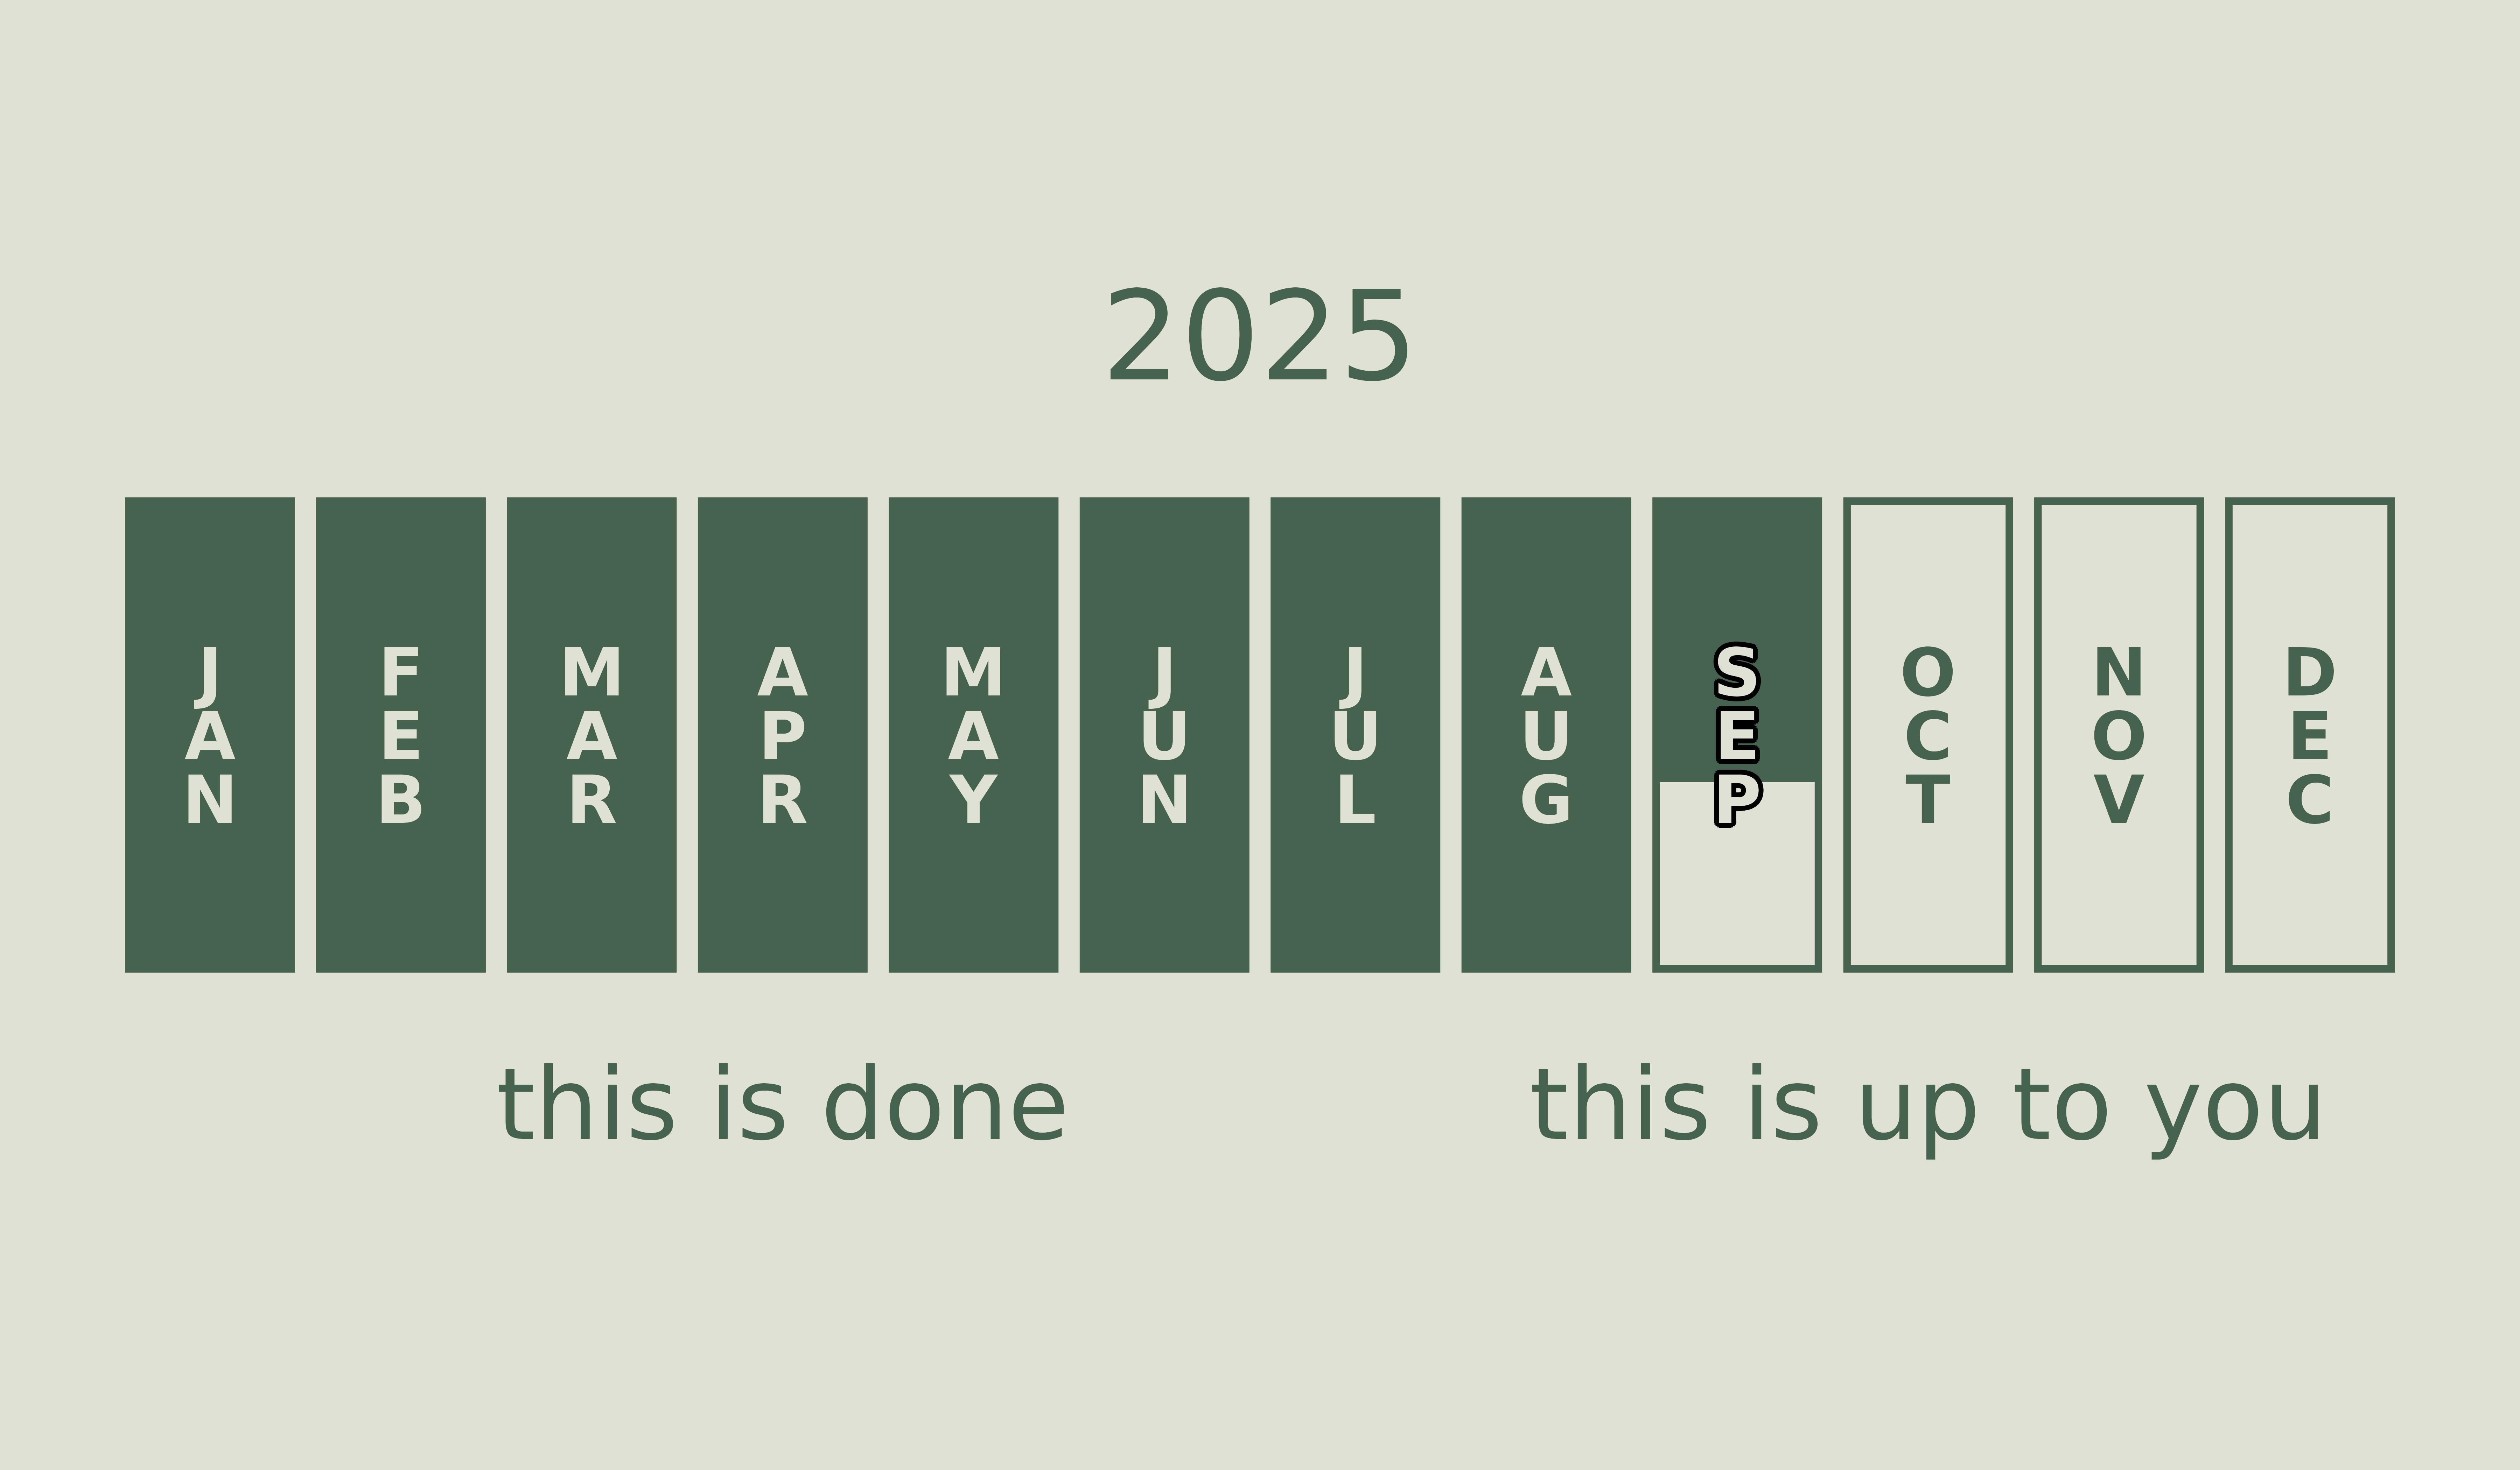 2025
JAN
FEB
MAR
APR
MAY
JUN
JUL
AUG
SEP
OCT
NOV
DEC
this is done
this is up to you